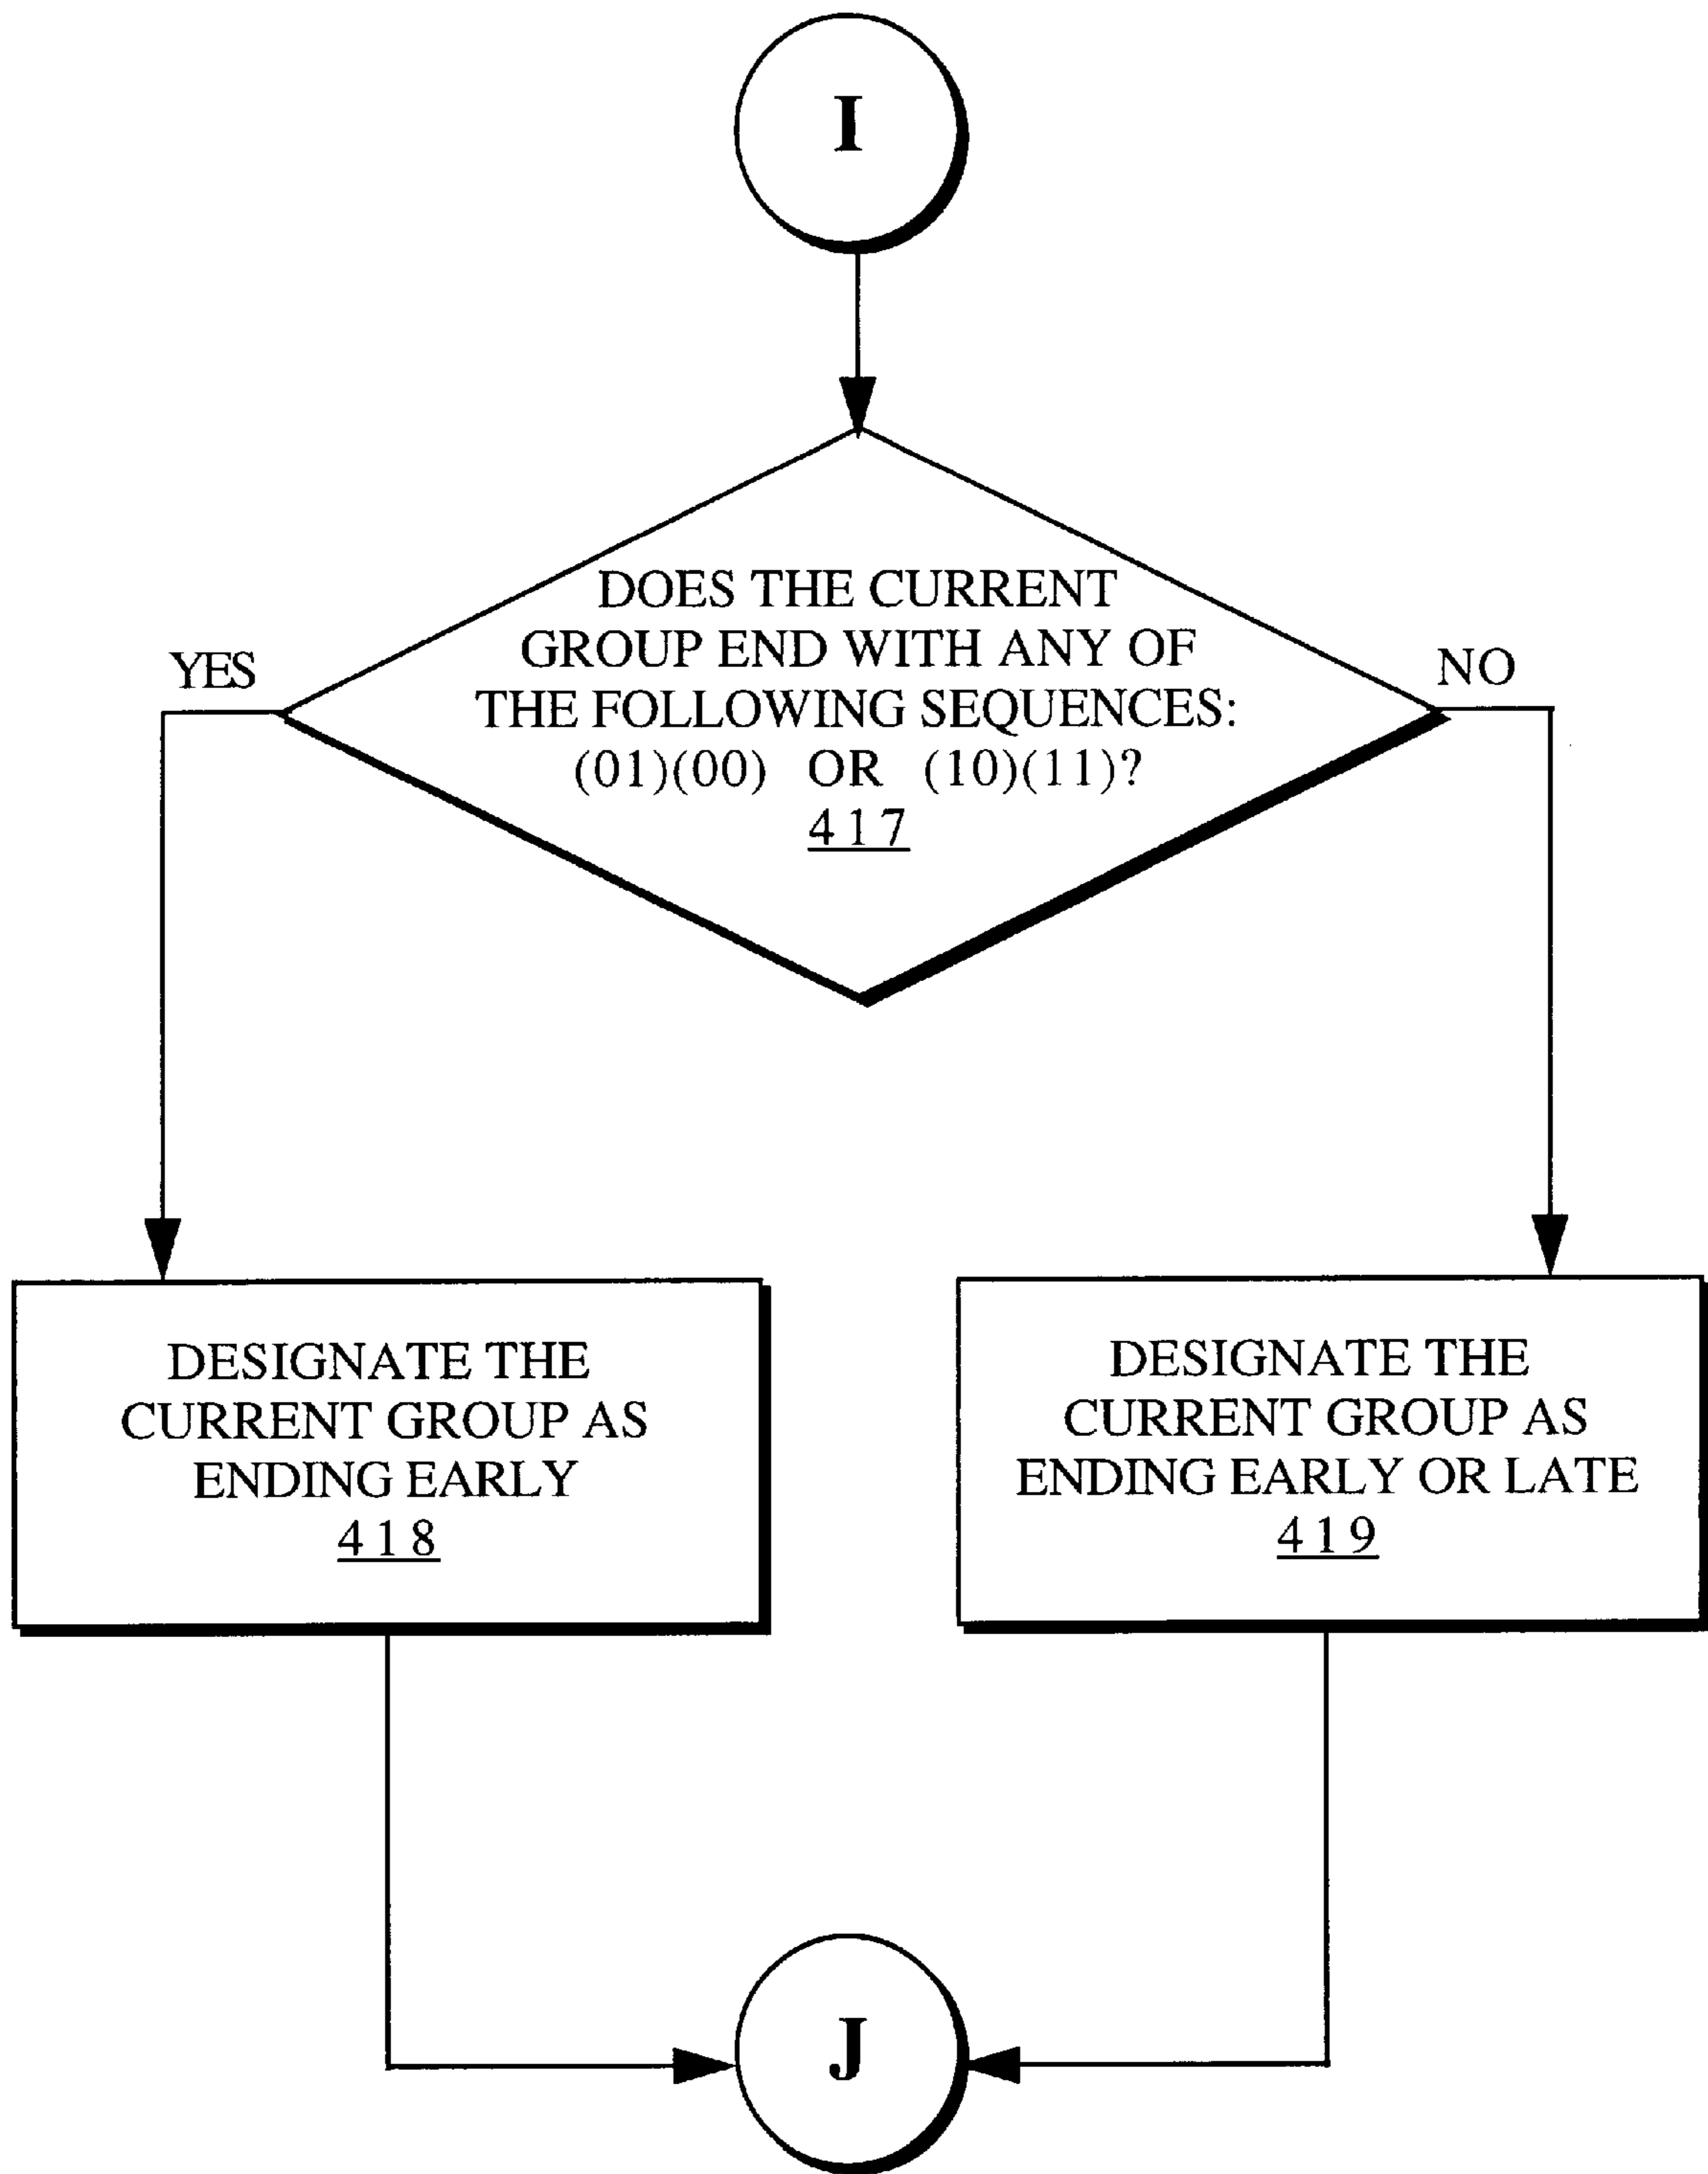 I
DOES THE CURRENT
GROUP END WITH ANY OF
THE FOLLOWING SEQUENCES:
(01)(00) OR (10)(11)?
417
YES
NO
DESIGNATE THE
CURRENT GROUP AS
ENDING EARLY
418
DESIGNATE THE
CURRENT GROUP AS
ENDING EARLY OR LATE
419
J